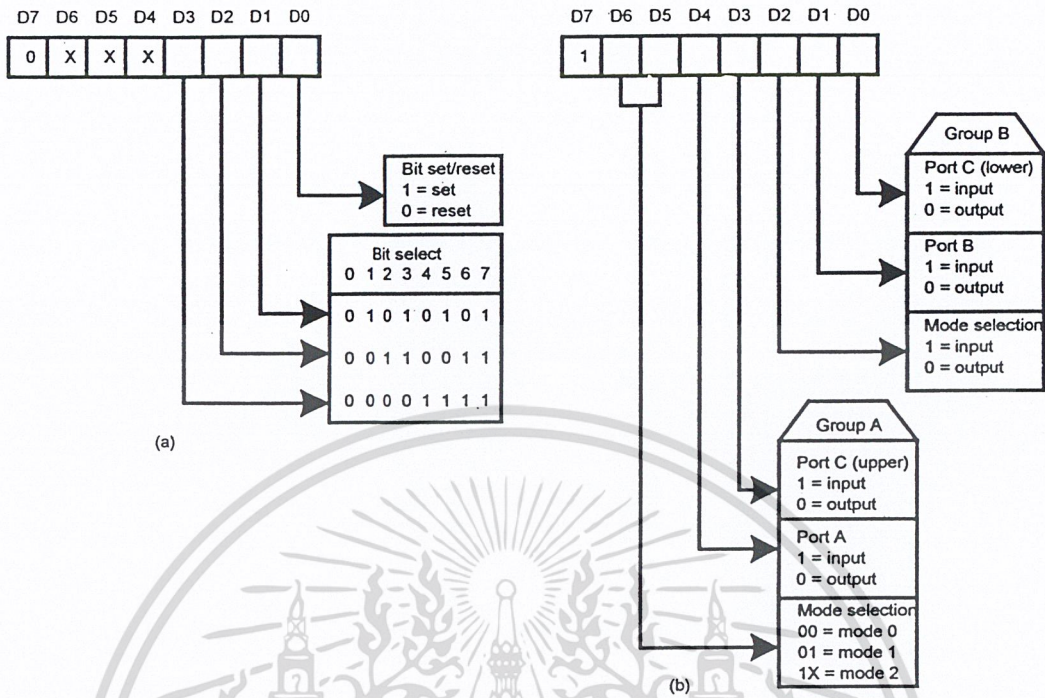 D7 D6 D5 D4 D3 D2 D1 D0
0 X X X
Bit set/reset
1 = set
0 = reset
Bit select
0 1 2 3 4 5 6 7
0 1 0 1 0 1 0 1
0 0 1 1 0 0 1 1
0 0 0 0 1 1 1 1
(a)
D7 D6 D5 D4 D3 D2 D1 D0
1
Group B
Port C (lower)
1 = input
0 = output
Port B
1 = input
0 = output
Mode selection
1 = input
0 = output
Group A
Port C (upper)
1 = input
0 = output
Port A
1 = input
0 = output
Mode selection
00 = mode 0
01 = mode 1
1X = mode 2
(b)